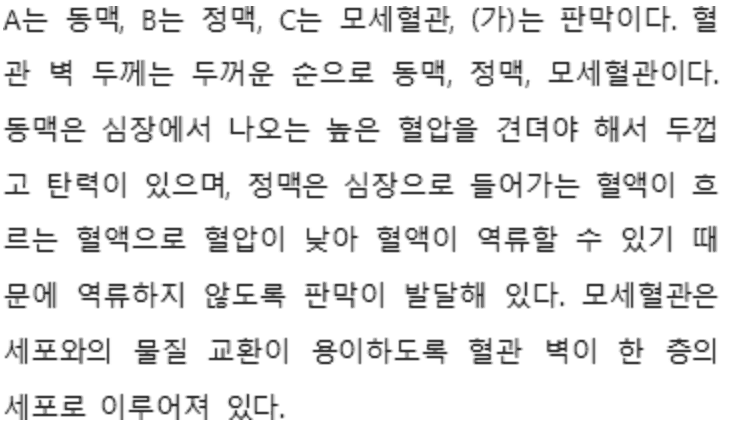 A는 동맥, B는 정맥, C는 모세혈관, (가)는 판막이다. 혈
관 벽 두께는 두꺼운 순으로 동맥, 정맥, 모세혈관이다.
동맥은 심장에서 나오는 높은 혈압을 견뎌야 해서 두껍
고 탄력이 있으며, 정맥은 심장으로 들어가는 혈액이 흐
르는 혈액으로 혈압이 낮아 혈액이 역류할 수 있기 때
문에 역류하지 않도록 판막이 발달해 있다. 모세혈관은
세포와의 물질 교환이 용이하도록 혈관 벽이 한 층의
세포로 이루어져 있다.